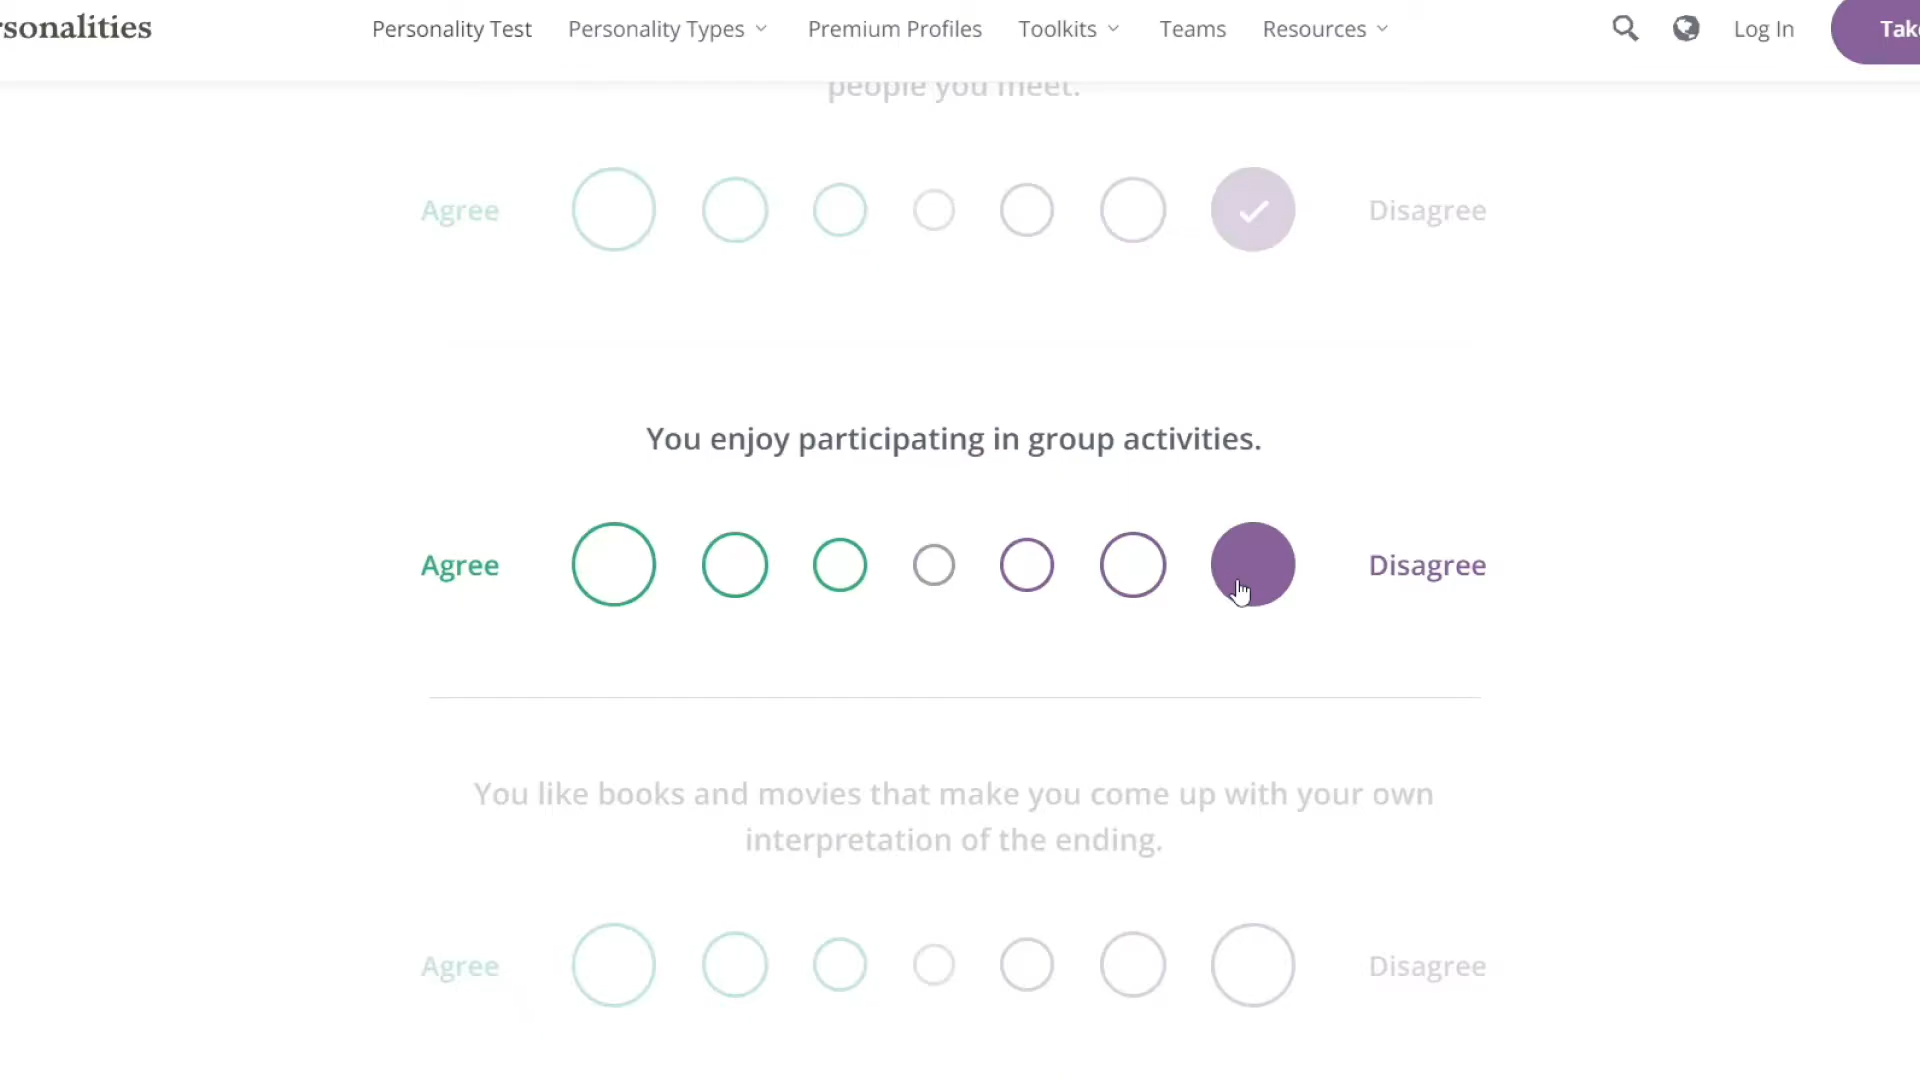 rsonalities
Personality Test Personality Types Premium Profiles Toolkits Teams Resources Log In Take
people you meet.
Agree Disagree
You enjoy participating in group activities.
Agree Disagree
You like books and movies that make you come up with your own
interpretation of the ending.
Agree Disagree